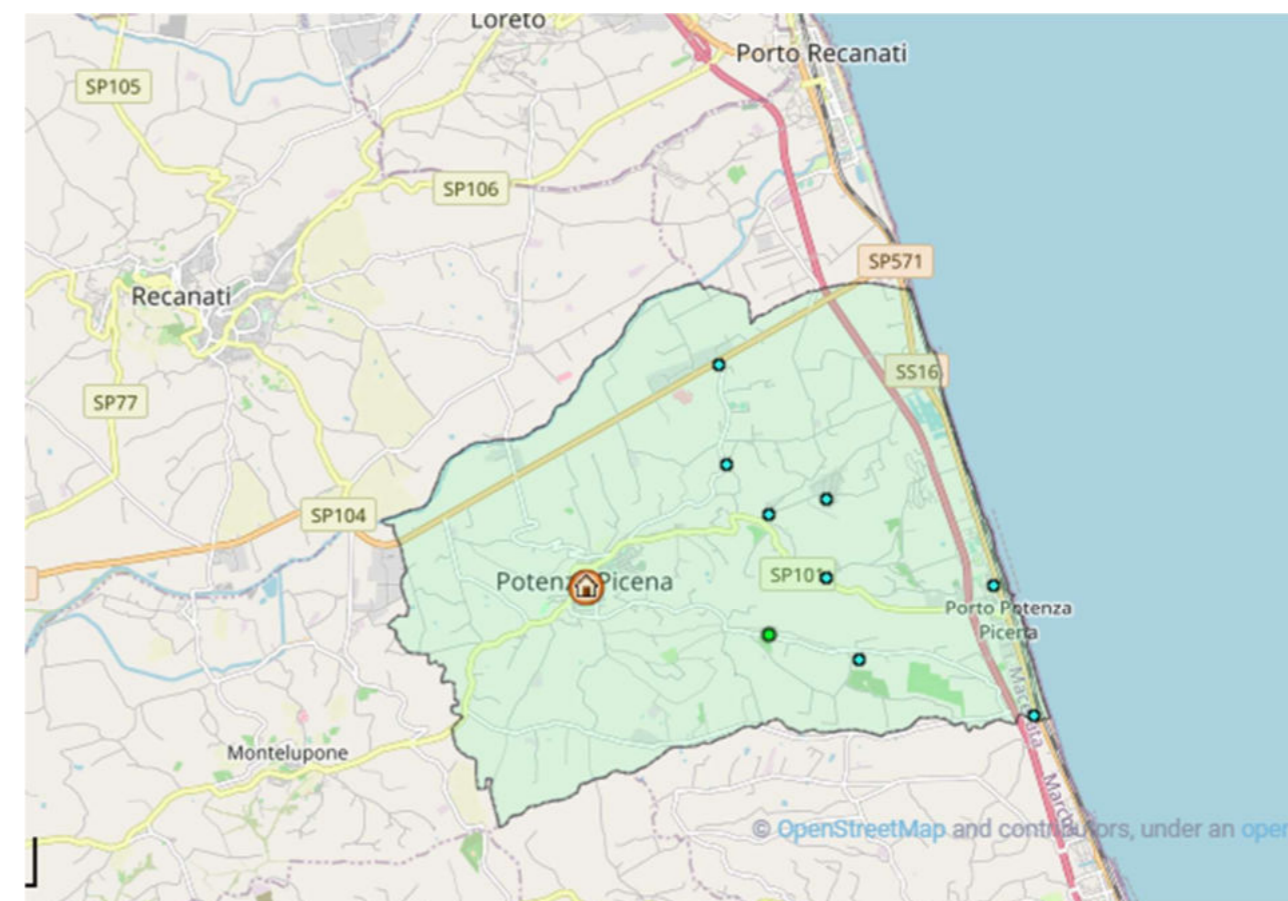 Loreto
Porto Recanati
SP105
SP106
SP571
Recanati
SS16
SP77
SP104
Potenza Picena
SP101
Porto Potenza
Picena
Macerata
Montelupone
© OpenStreetMap and contributors, under an open
]